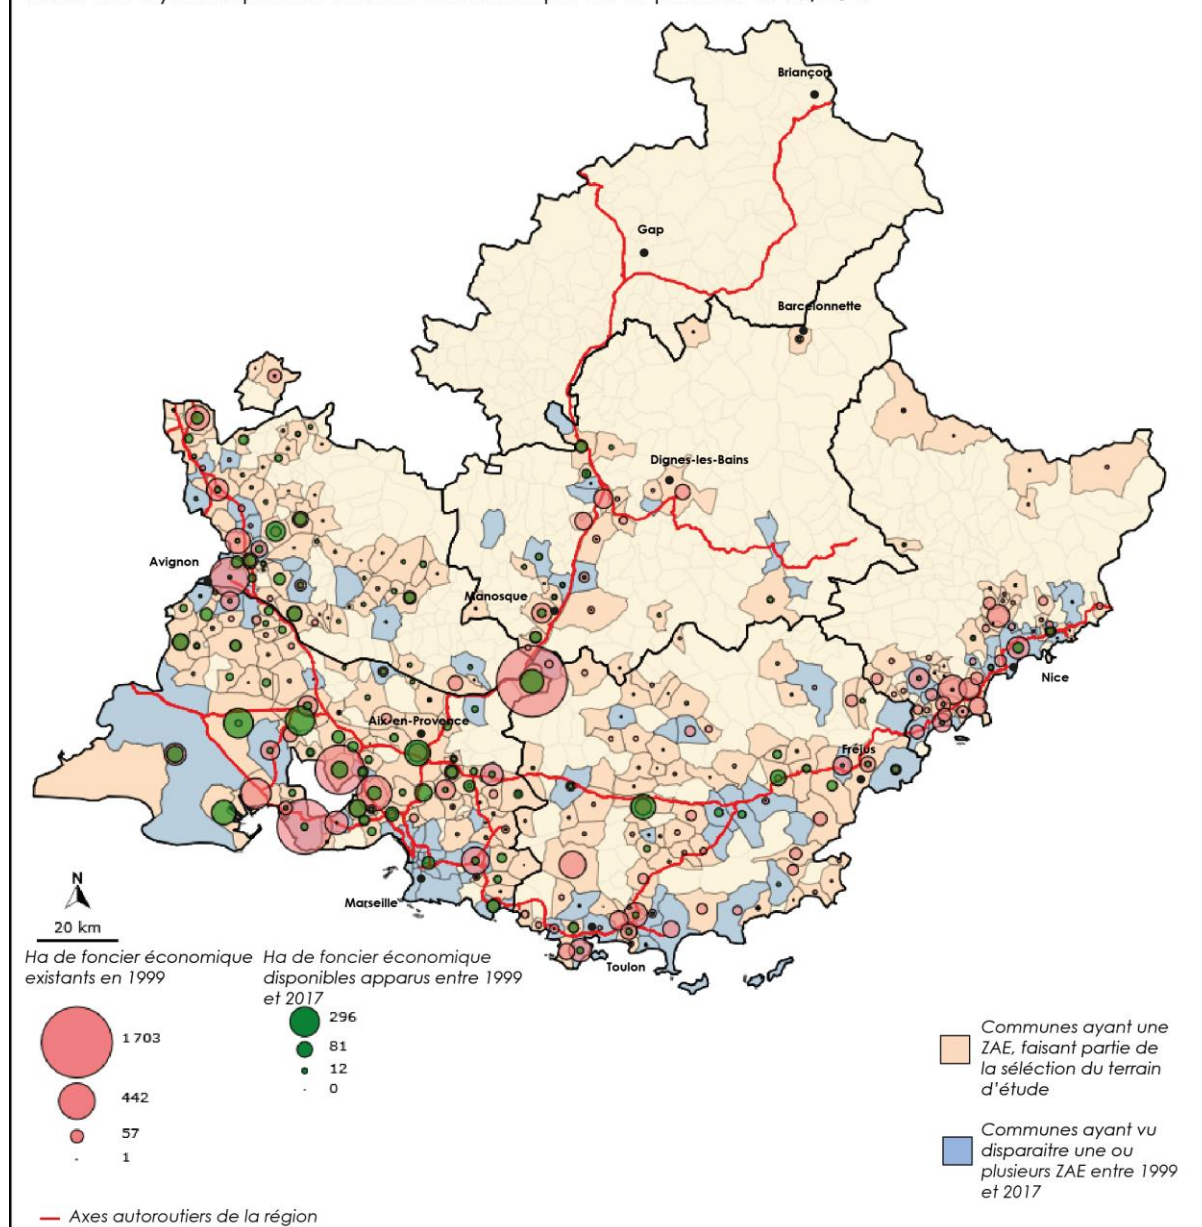 Briançon
Gap
Barcelonnette
Dignes-les-Bains
Avignon
Manosque
Nice
Aix-en-Provence
Fréjus
Marseille
Toulon
N
20 km
Ha de foncier économique
existants en 1999
1 703
442
57
1
Ha de foncier économique
disponibles apparus entre 1999
et 2017
296
81
12
0
Communes ayant une
ZAE, faisant partie de
la séléction du terrain
d'étude
Communes ayant vu
disparaitre une ou
plusieurs ZAE entre 1999
et 2017
Axes autoroutiers de la région